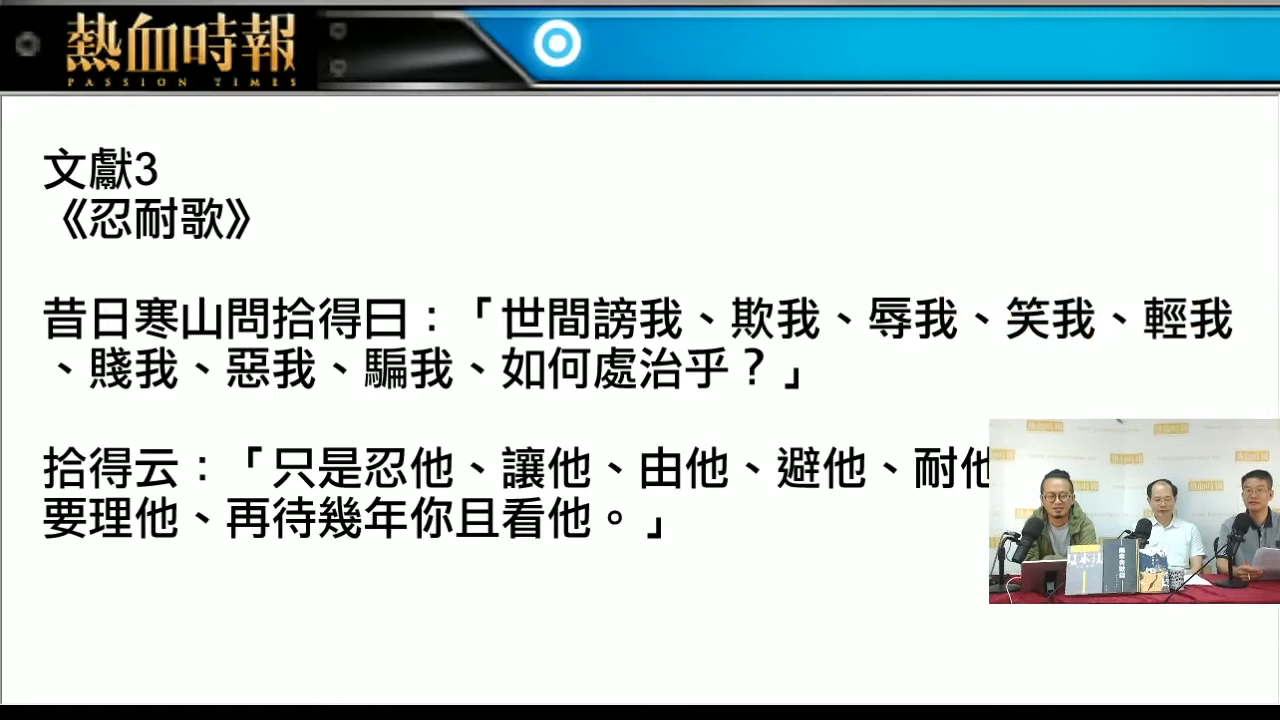 熱血時報
PASSION TIMES
文獻3
《忍耐歌》
昔日寒山問拾得曰：「世間謗我、欺我、辱我、笑我、輕我
、賤我、惡我、騙我、如何處治乎？」
拾得云：「只是忍他、讓他、由他、避他、耐他
要理他、再待幾年你且看他。」